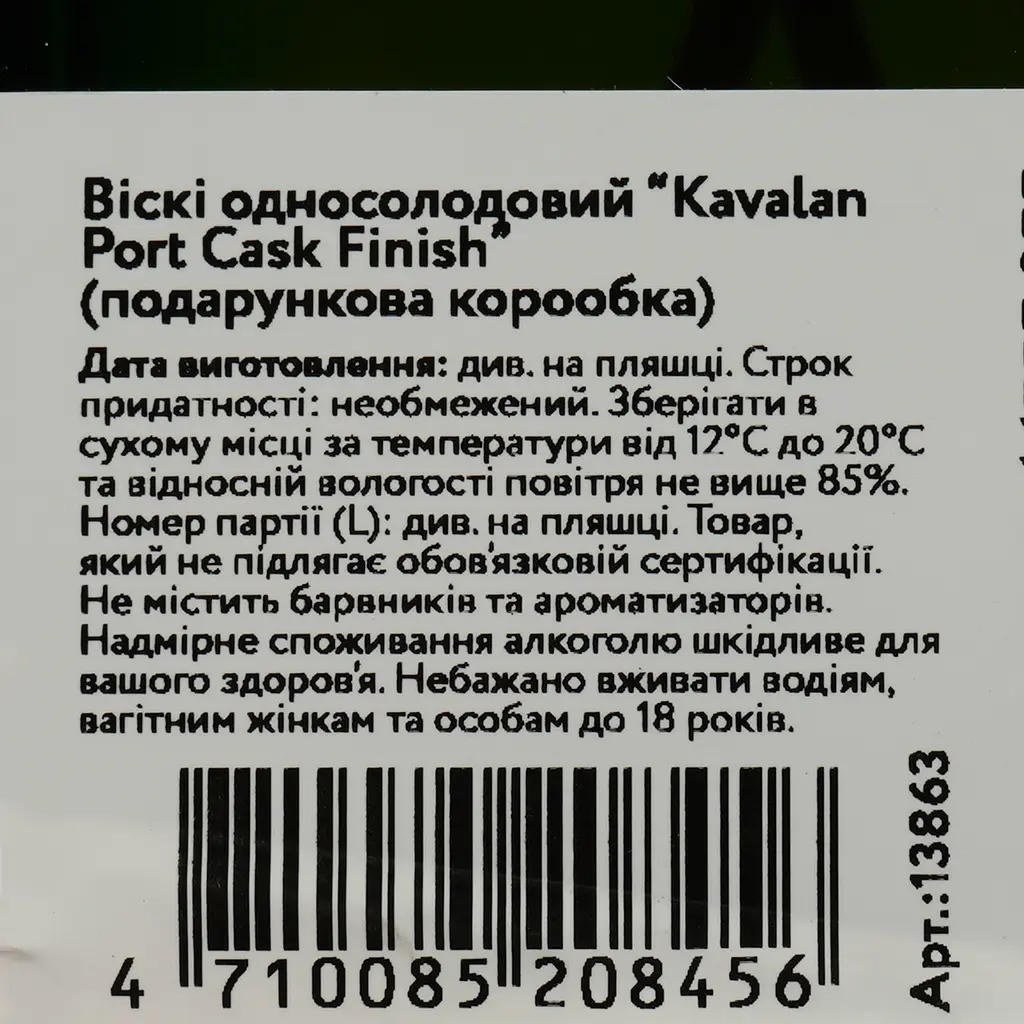 Віскі односолодовий “Kavalan
Port Cask Finish”
(подарункова корообка)
Дата виготовлення: див. на пляшці. Строк
придатності: необмежений. Зберігати в
сухому місці за температури від 12°C до 20°C
та відносній вологості повітря не вище 85%.
Номер партії (L): див. на пляшці. Товар,
який не підлягає обов'язковій сертифікації.
Не містить барвників та ароматизаторів.
Надмірне споживання алкоголю шкідливе для
вашого здоров'я. Небажано вживати водіям,
вагітним жінкам та особам до 18 років.
4 710085 208456
Арт.:13863